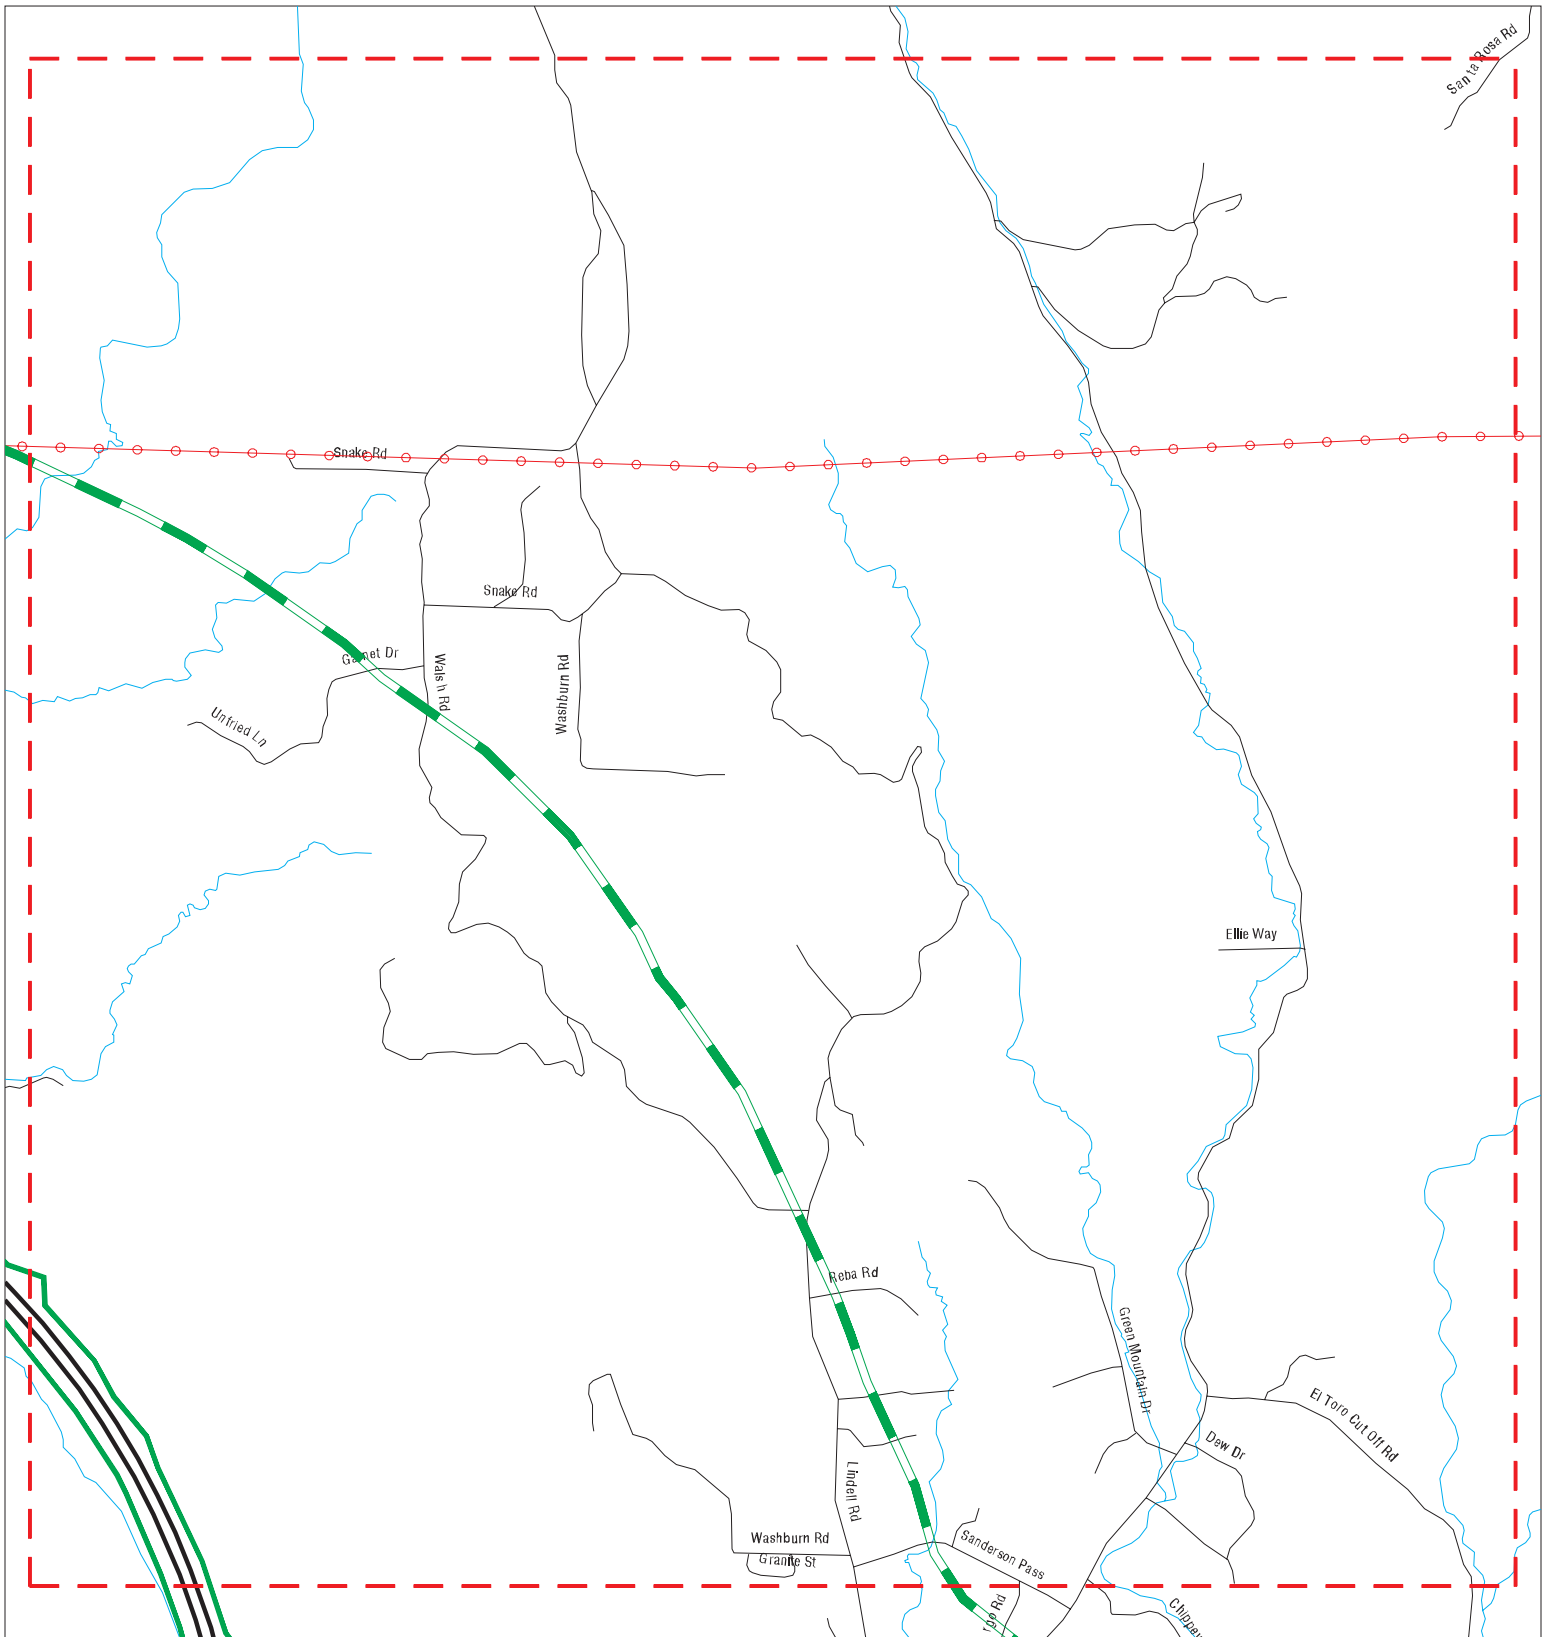 Santa Rosa Rd
Snake Rd
Snake Rd
Garnet Dr
Walsh Rd
Washburn Rd
Unfried Ln
Ellie Way
Reba Rd
Green Mountain Dr
El Toro Cut Off Rd
Dew Dr
Lindell Rd
Washburn Rd
Granite St
Sanderson Pass
Rd